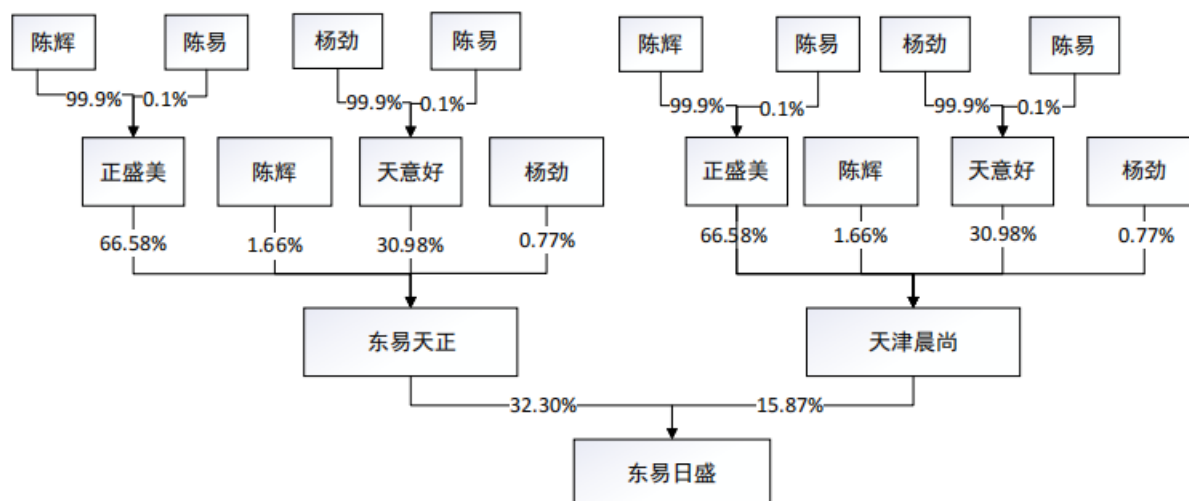 陈辉 陈易 杨劲 陈易 陈辉 陈易 杨劲 陈易
99.9% 0.1% 99.9% 0.1% 99.9% 0.1% 99.9% 0.1%
正盛美 陈辉 天意好 杨劲 正盛美 陈辉 天意好 杨劲
66.58% 1.66% 30.98% 0.77% 66.58% 1.66% 30.98% 0.77%
东易天正 天津晨尚
32.30% 15.87%
东易日盛